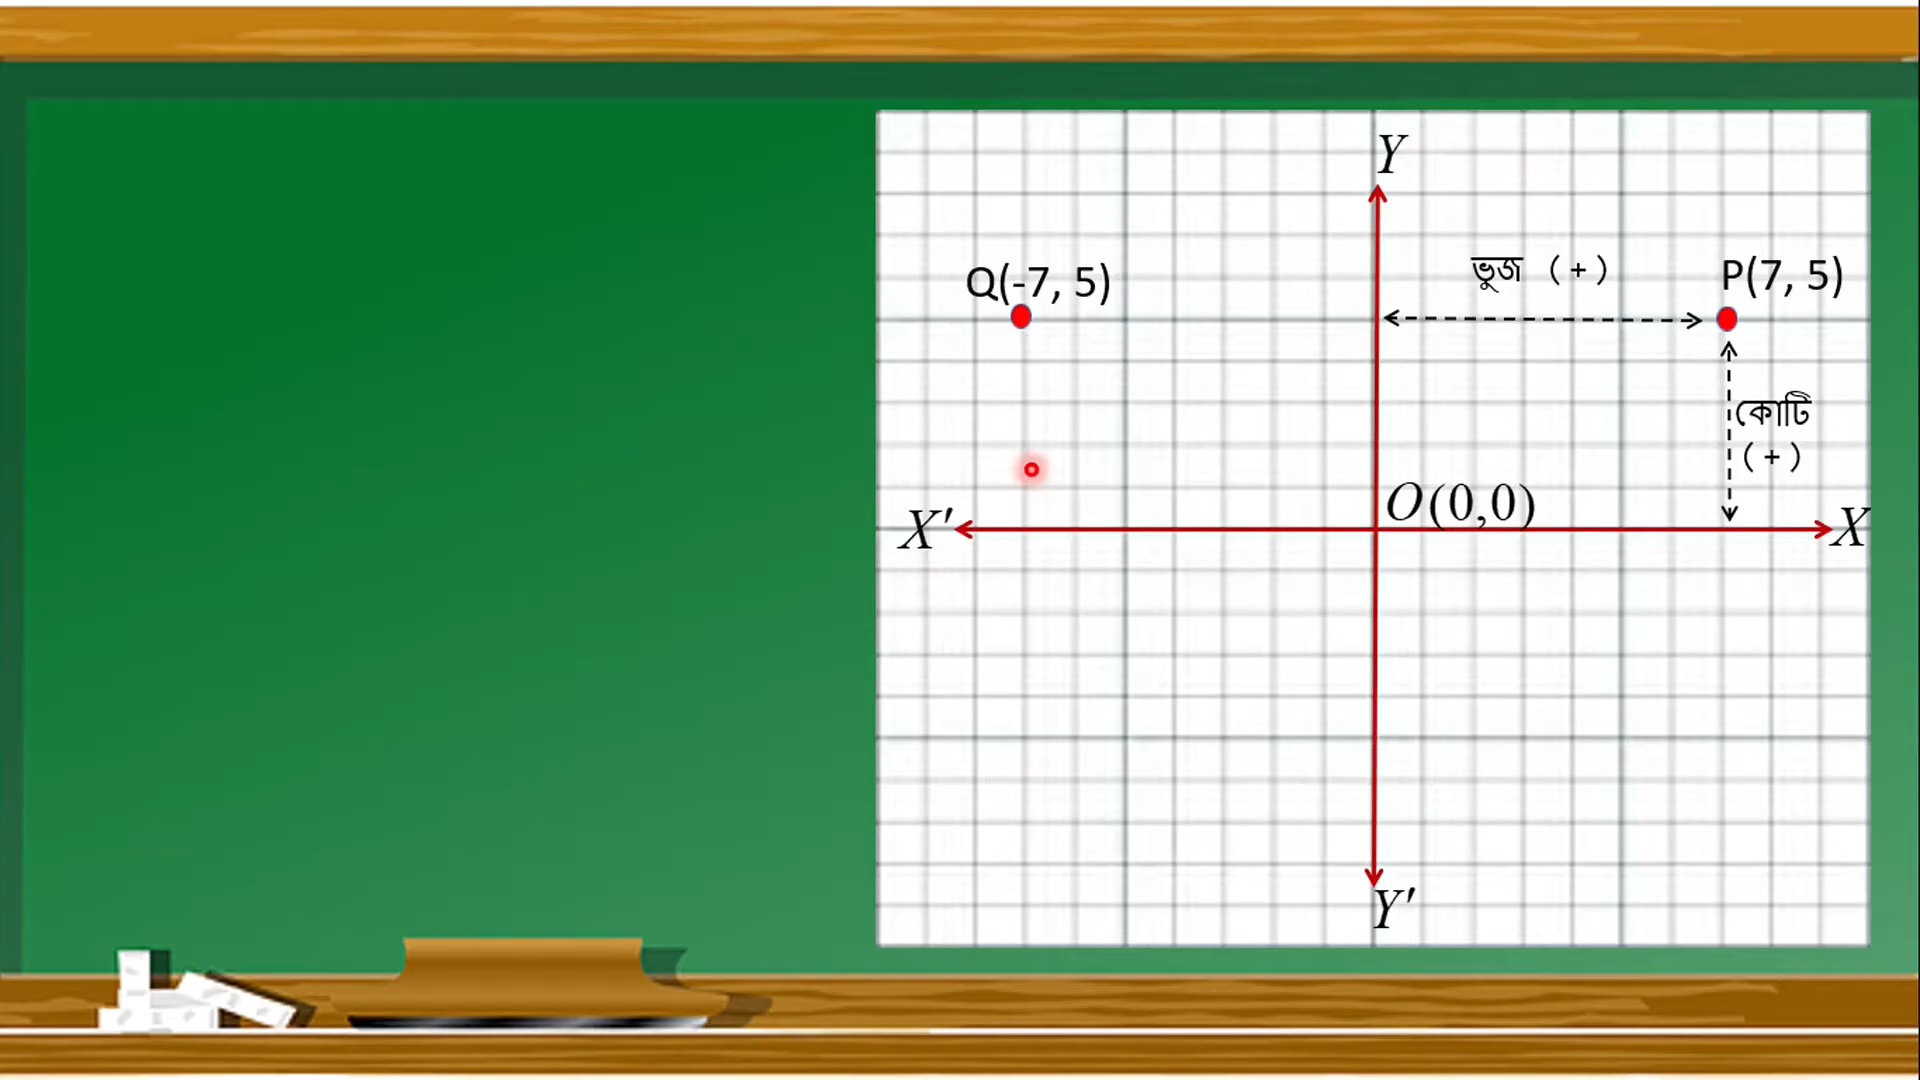 Y
Q(-7, 5)
ভুজ (+)
P(7, 5)
কোটি
(+)
X′
O(0,0)
X
Y′